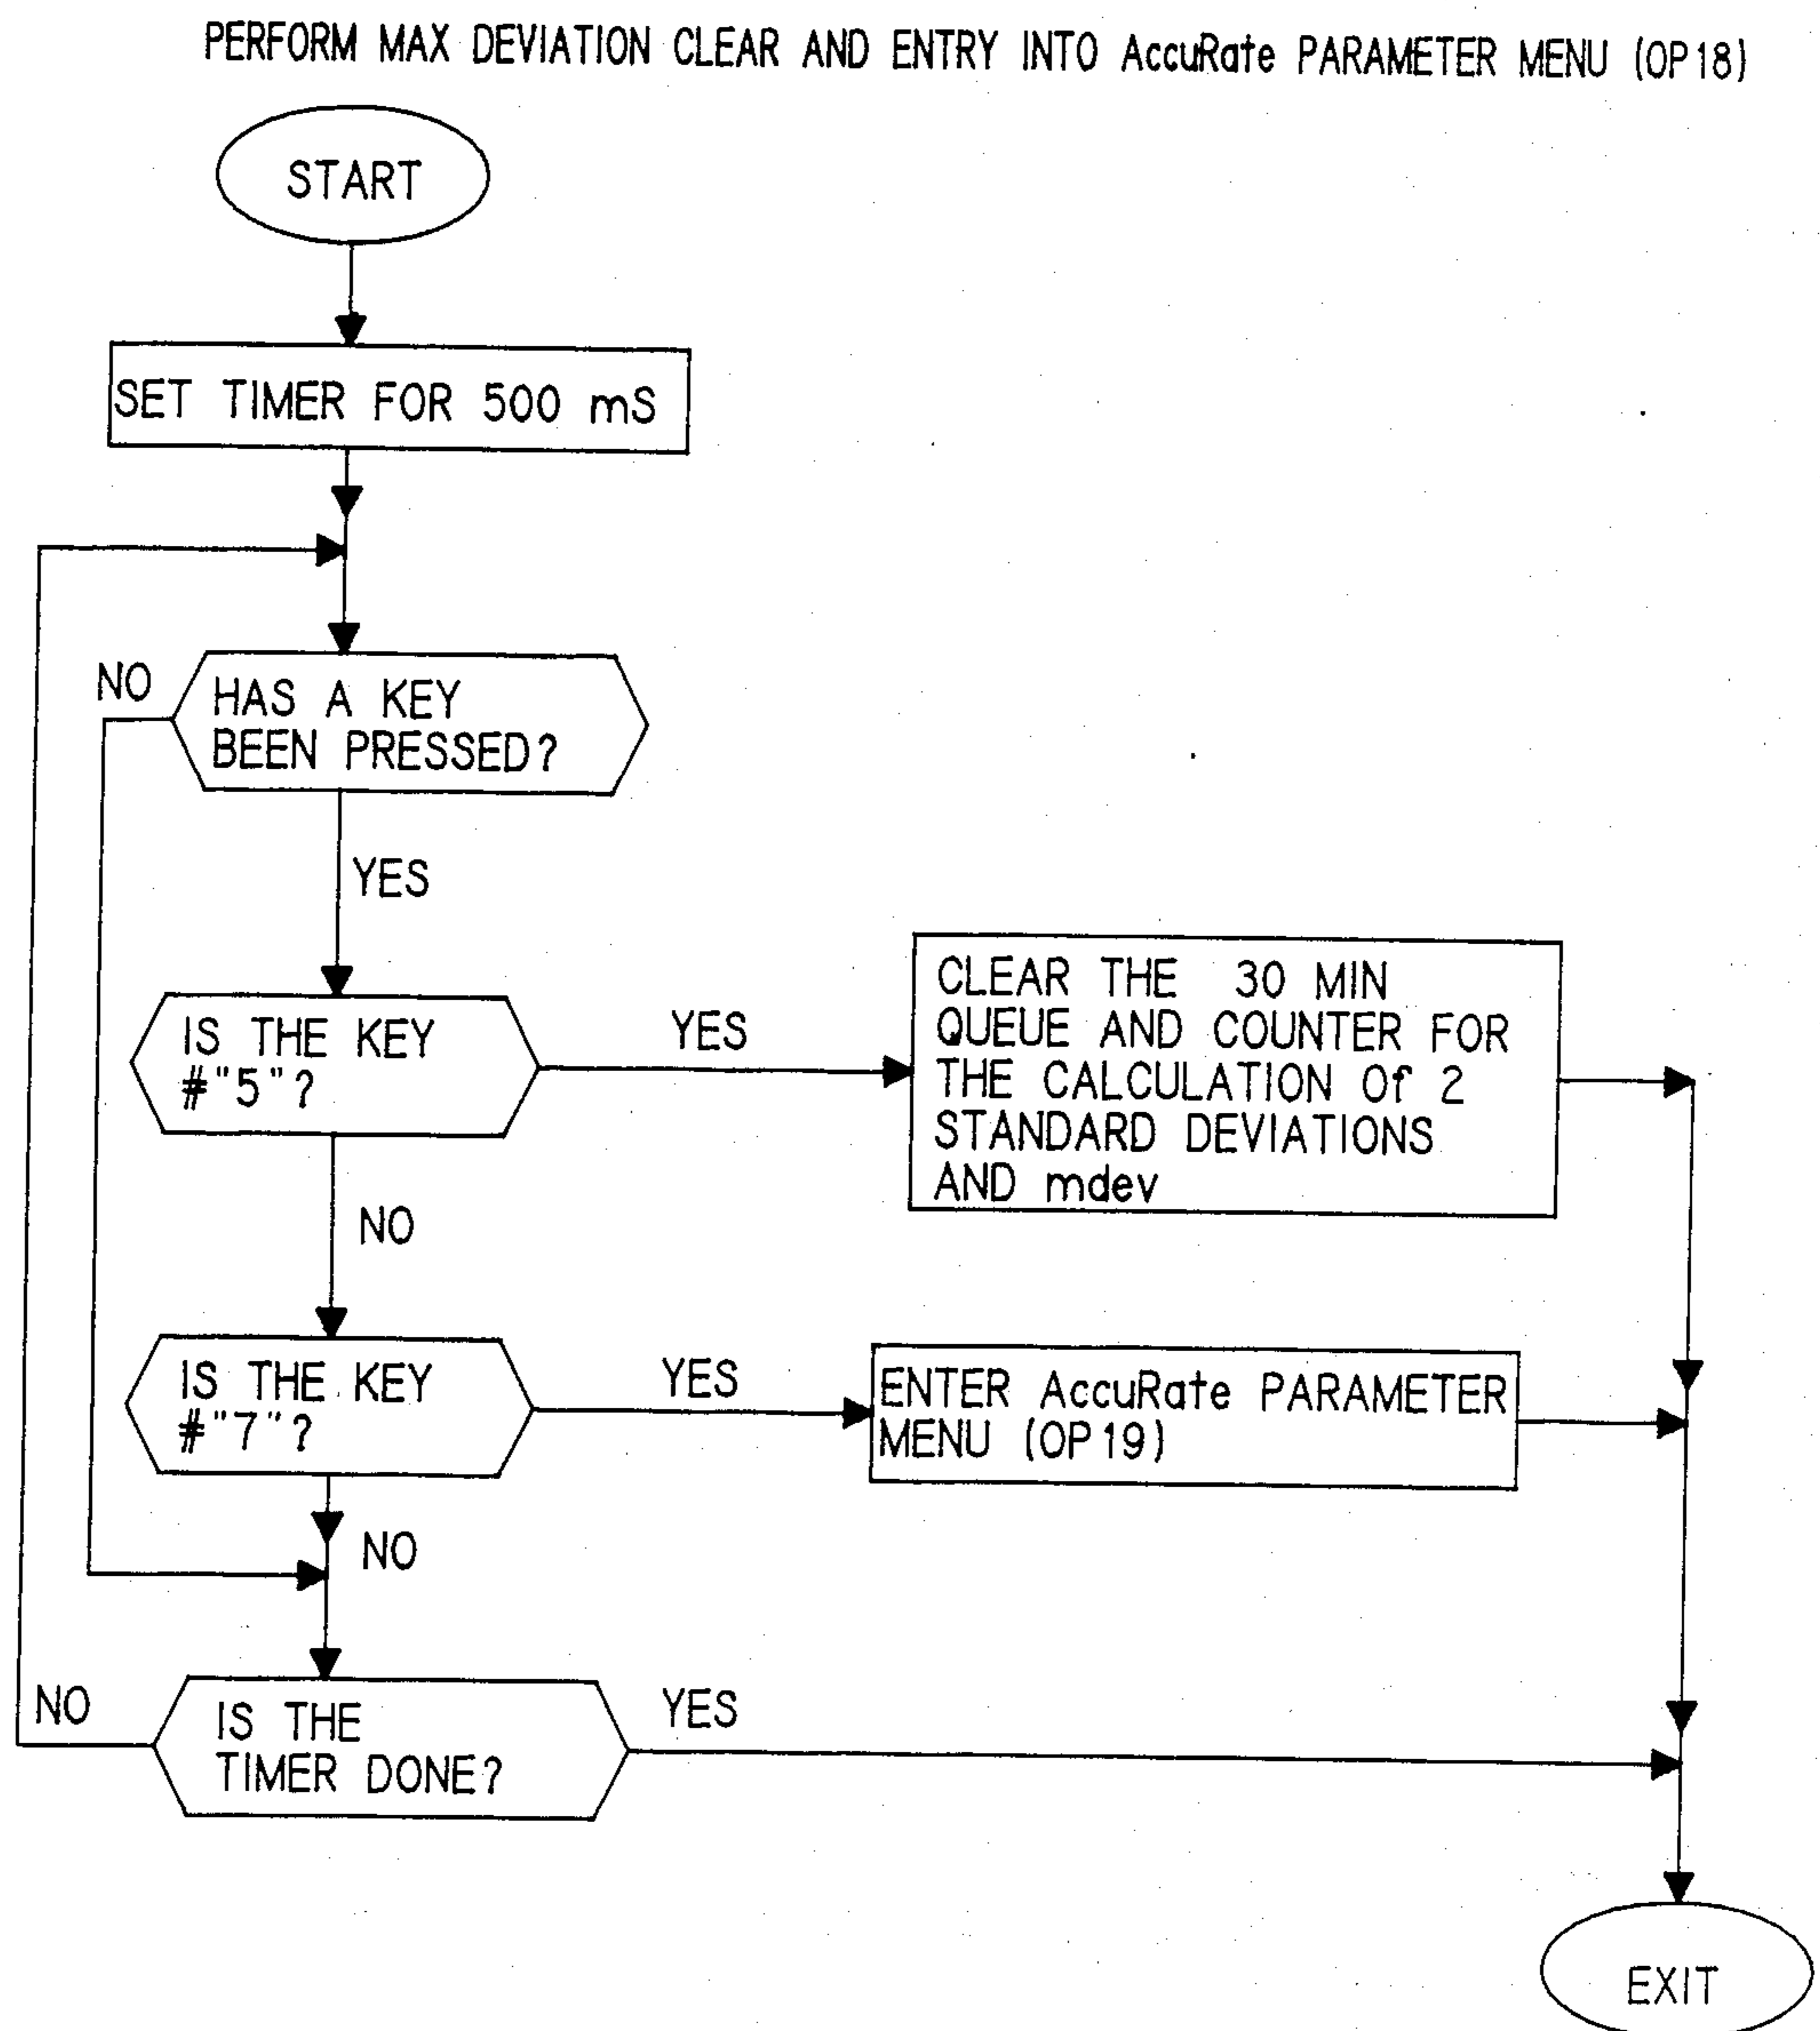 PERFORM MAX DEVIATION CLEAR AND ENTRY INTO AccuRate PARAMETER MENU (OP18)
START
SET TIMER FOR 500 mS
NO
HAS A KEY
BEEN PRESSED?
YES
IS THE KEY
#"5"?
YES
CLEAR THE 30 MIN
QUEUE AND COUNTER FOR
THE CALCULATION Of 2
STANDARD DEVIATIONS
AND mdev
NO
IS THE KEY
#"7"?
YES
ENTER AccuRate PARAMETER
MENU (OP19)
NO
NO
IS THE
TIMER DONE?
YES
EXIT